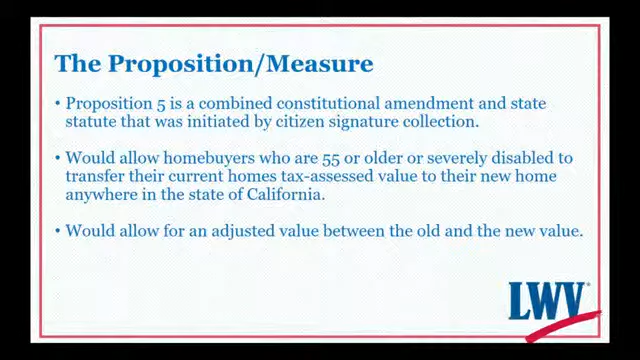 The Proposition/Measure
• Proposition 5 is a combined constitutional amendment and state
statute that was initiated by citizen signature collection.
• Would allow homebuyers who are 55 or older or severely disabled to
transfer their current homes tax-assessed value to their new home
anywhere in the state of California.
• Would allow for an adjusted value between the old and the new value.
LWV®